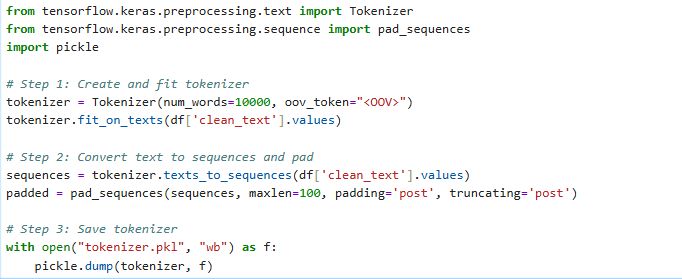 from tensorflow.keras.preprocessing.text import Tokenizer
from tensorflow.keras.preprocessing.sequence import pad_sequences
import pickle
# Step 1: Create and fit tokenizer
tokenizer = Tokenizer(num_words=10000, oov_token="<OOV>")
tokenizer.fit_on_texts(df['clean_text'].values)
# Step 2: Convert text to sequences and pad
sequences = tokenizer.texts_to_sequences(df['clean_text'].values)
padded = pad_sequences(sequences, maxlen=100, padding='post', truncating='post')
# Step 3: Save tokenizer
with open("tokenizer.pkl", "wb") as f:
    pickle.dump(tokenizer, f)